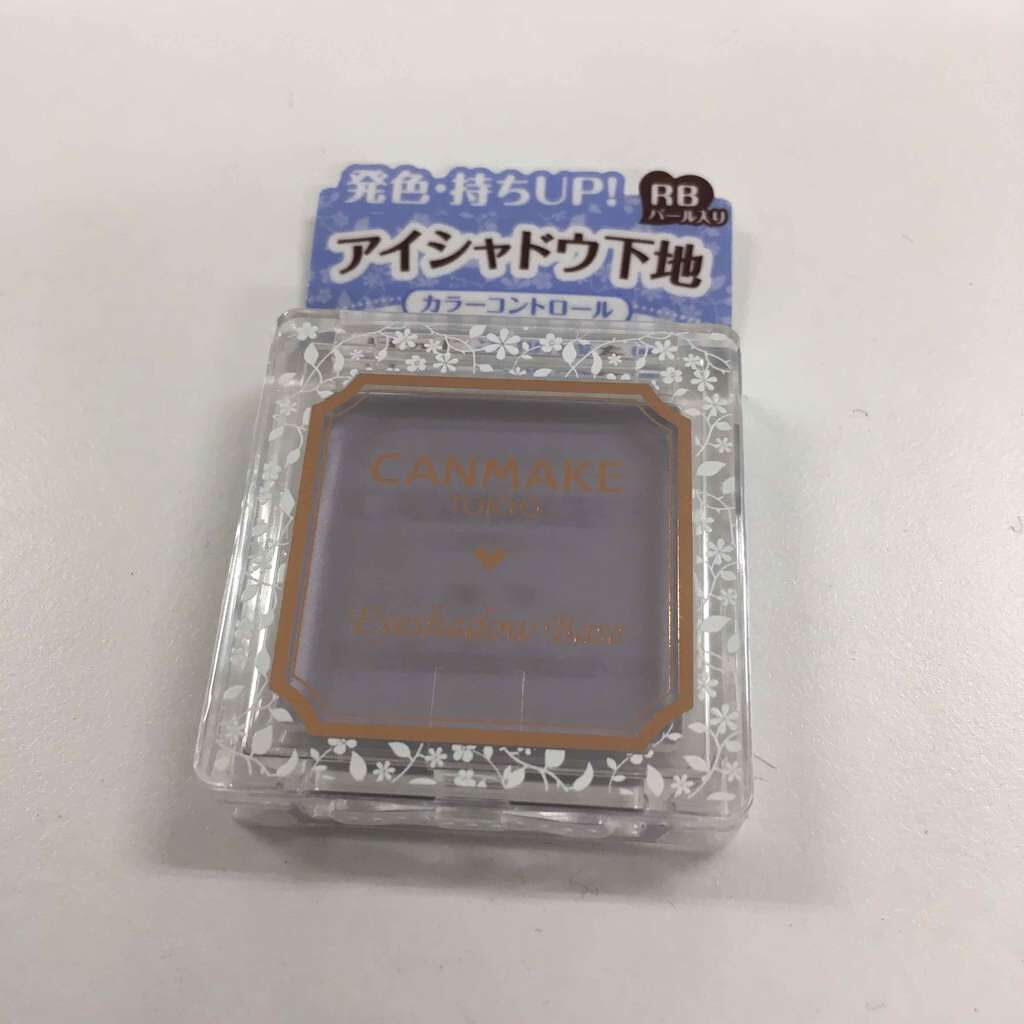 発色・持ちUP!
RB
パール入り
アイシャドウ下地
カラーコントロール
CANMAKE
TOKYO
Eyeshadow Base